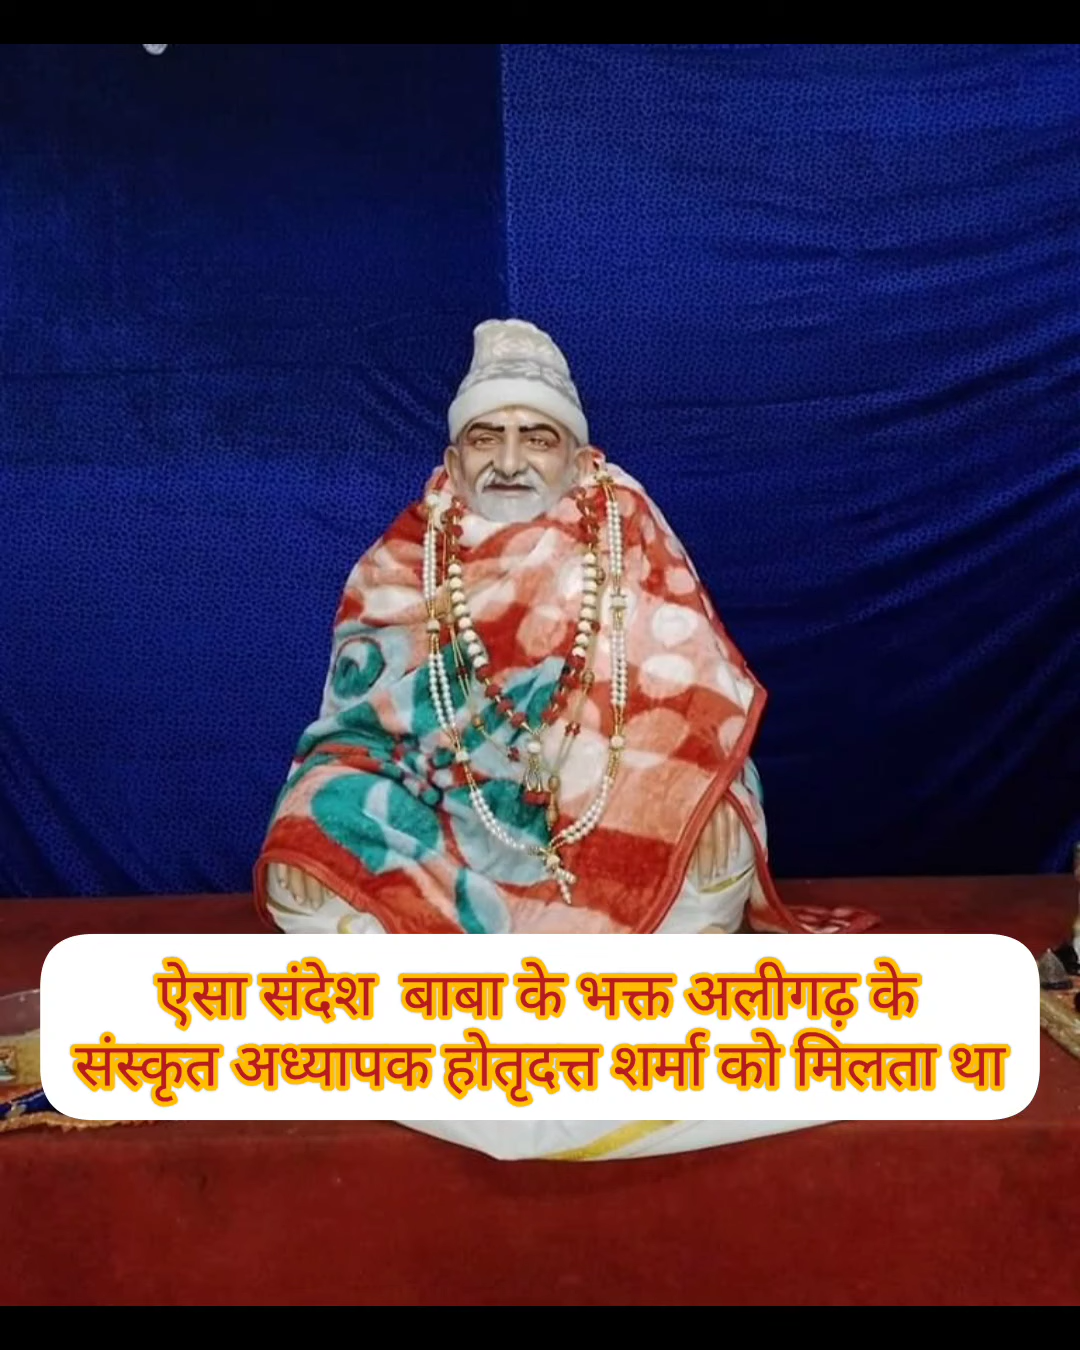 ऐसा संदेश  बाबा के भक्त अलीगढ़ के
संस्कृत अध्यापक होतृदत्त शर्मा को मिलता था